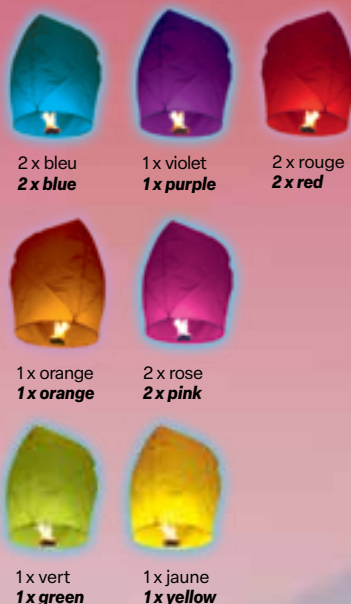 2 x bleu
2 x blue
1 x violet
1 x purple
2 x rouge
2 x red
1 x orange
1 x orange
2 x rose
2 x pink
1 x vert
1 x green
1 x jaune
1 x yellow